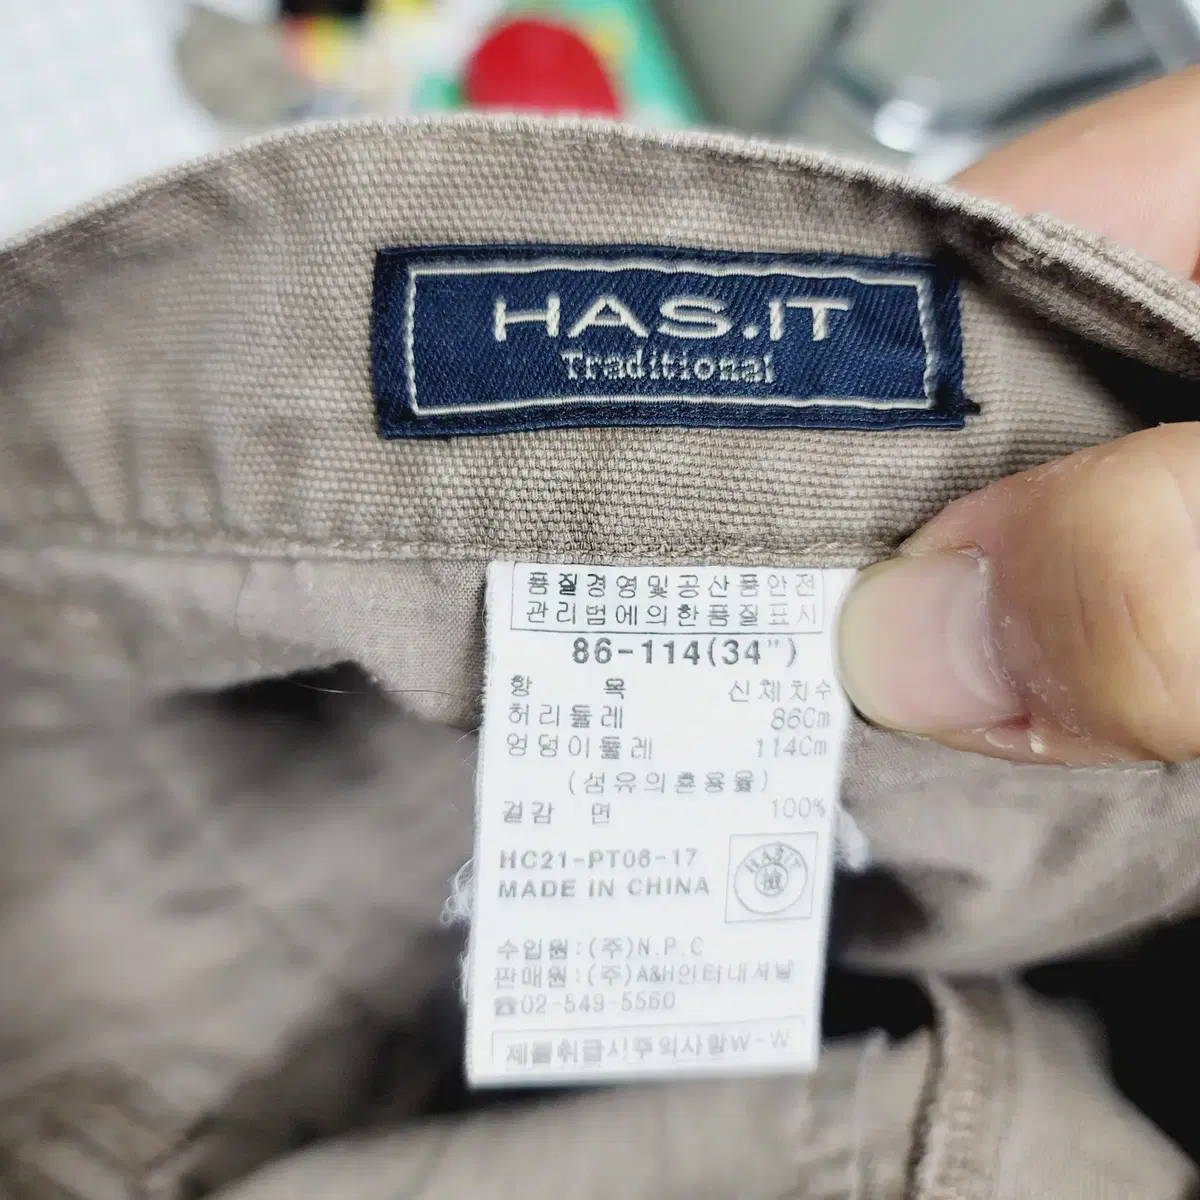 HAS.IT
Traditional
품질경영및공산품안전
관리법에의한품질표시
86-114(34")
항 목 신체치수
허리둘레 86Cm
엉덩이둘레 114Cm
(섬유의혼용율)
겉감 면 100%
HC21-PT06-17
MADE IN CHINA
HASIT
수입원:(주)N.P.C
판매원:(주)A&H인터내셔날
☎02-549-5560
제품취급시주의사항W-W